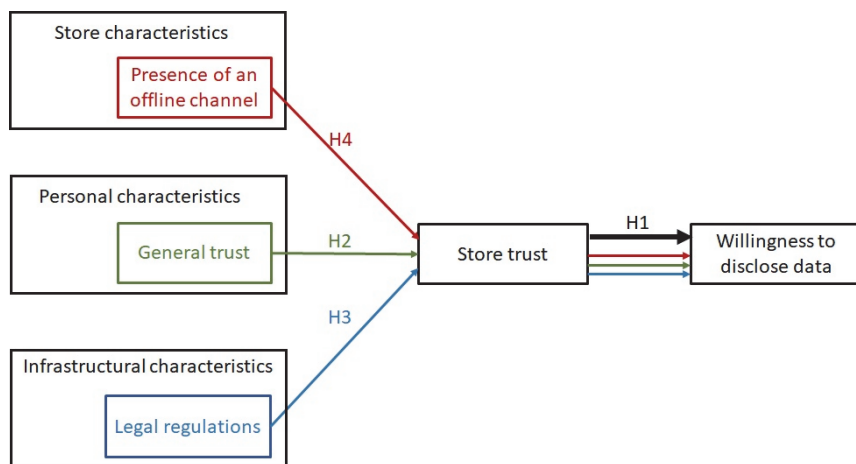 Store characteristics
Presence of an
offline channel
H4
Personal characteristics
General trust
H2
Store trust
H1
Willingness to
disclose data
H3
Infrastructural characteristics
Legal regulations